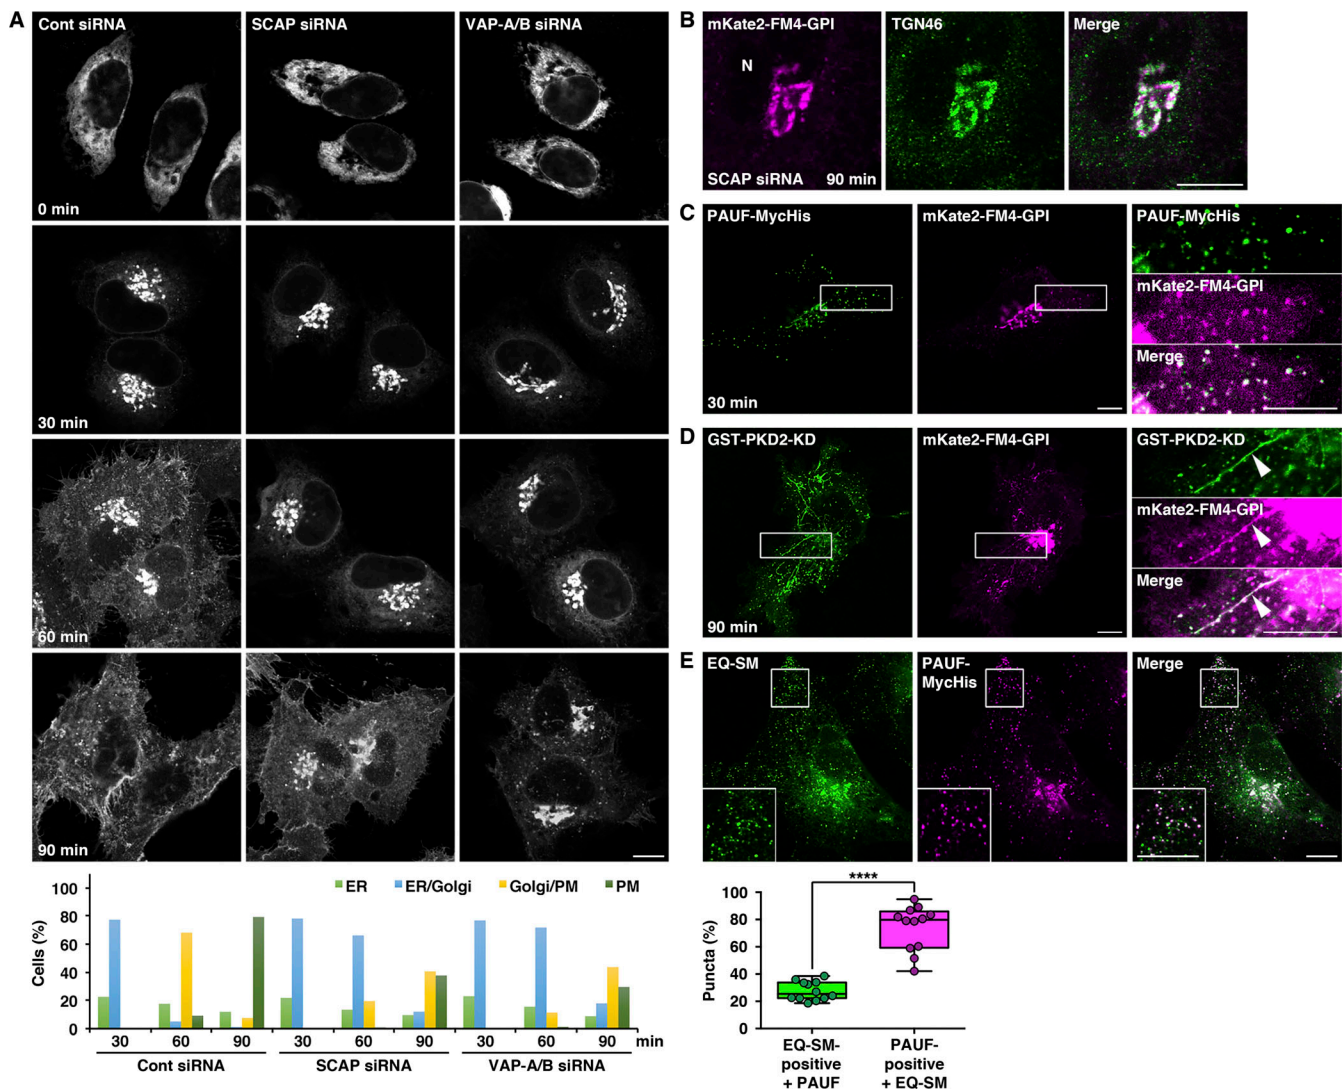 A
Cont siRNA
SCAP siRNA
VAP-A/B siRNA
0 min
30 min
60 min
90 min
100
80
60
40
20
0
Cells (%)
ER
ER/Golgi
Golgi/PM
PM
30 60 90 30 60 90 30 60 90 min
Cont siRNA
SCAP siRNA
VAP-A/B siRNA
B
mKate2-FM4-GPI
TGN46
Merge
N
SCAP siRNA
90 min
C
PAUF-MycHis
mKate2-FM4-GPI
PAUF-MycHis
mKate2-FM4-GPI
Merge
30 min
D
GST-PKD2-KD
mKate2-FM4-GPI
GST-PKD2-KD
mKate2-FM4-GPI
Merge
90 min
E
EQ-SM
PAUF-
MycHis
Merge
100
80
60
40
20
0
Puncta (%)
****
EQ-SM-
positive
+ PAUF
PAUF-
positive
+ EQ-SM